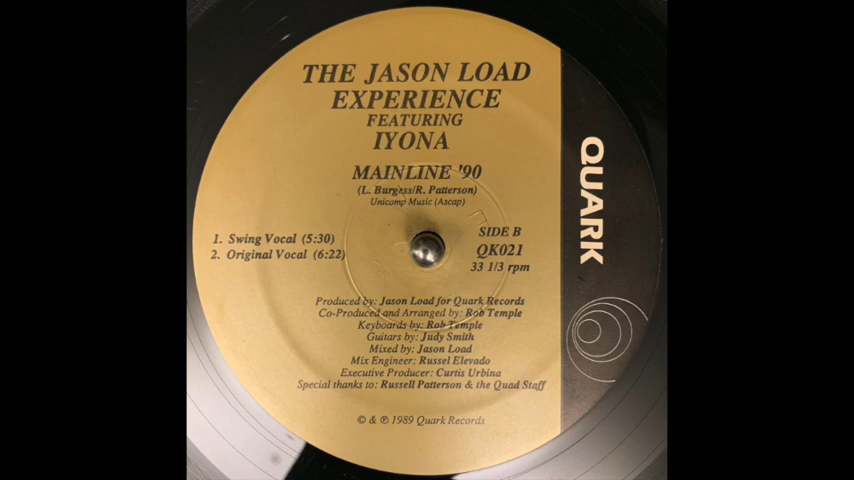 THE JASON LOAD
EXPERIENCE
FEATURING
IYONA
MAINLINE '90
(L. Burgess/R. Patterson)
Unicomp Music (Ascap)
1. Swing Vocal (5:30)
2. Original Vocal (6:22)
SIDE B
QK021
33 1/3 rpm
QUARK
Produced by: Jason Load for Quark Records
Co-Produced and Arranged by: Rob Temple
Keyboards by: Rob Temple
Guitars by: Judy Smith
Mixed by: Jason Load
Mix Engineer: Russel Elevado
Executive Producer: Curtis Urbina
Special thanks to: Russell Patterson & the Quad Staff
© & ℗ 1989 Quark Records